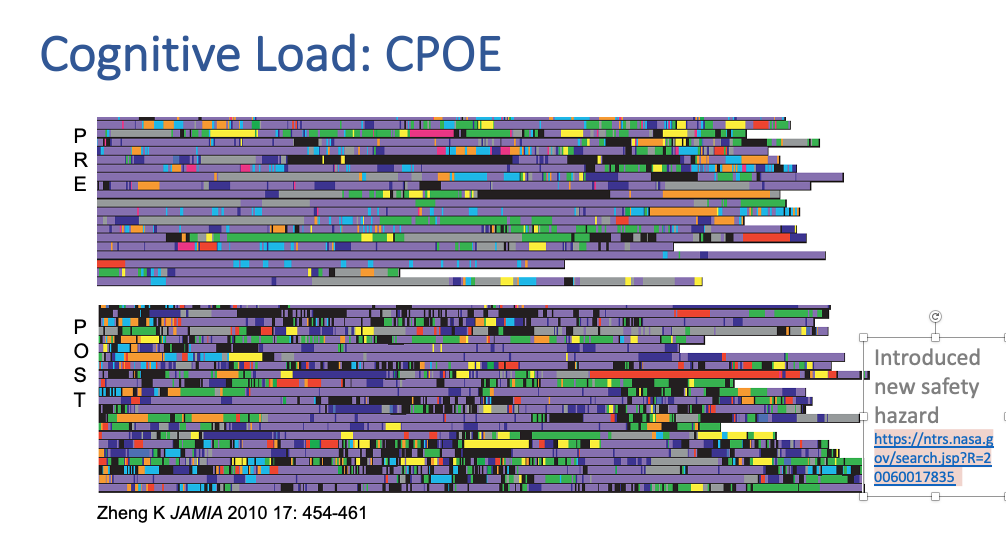 Cognitive Load: CPOE
P
R
E
P
O
S
T
Introduced
new safety
hazard
https://ntrs.nasa.g
ov/search.jsp?R=2
0060017835
Zheng K JAMIA 2010 17: 454-461